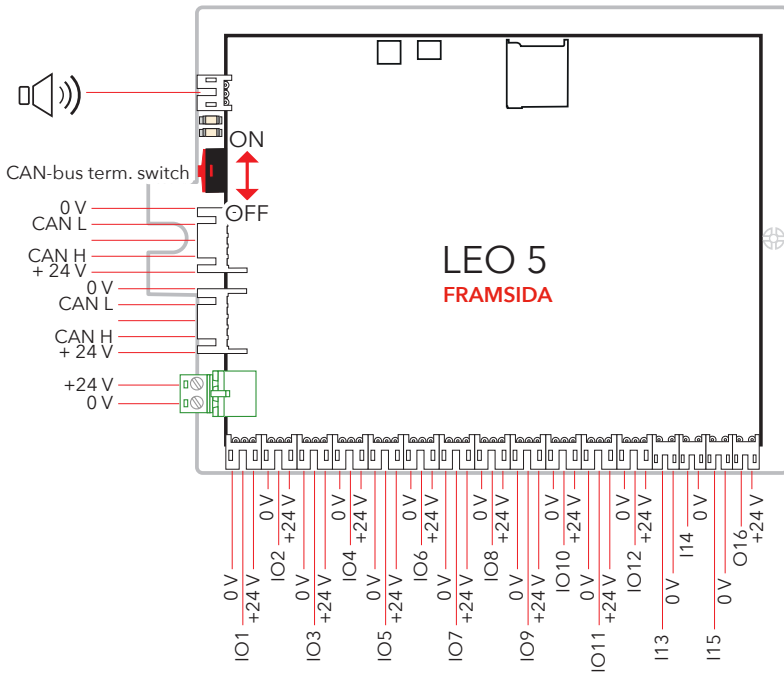 ON
CAN-bus term. switch
OFF
0 V
CAN L
CAN H
+ 24 V
0 V
CAN L
CAN H
+ 24 V
+24 V
0 V
LEO 5
FRAMSIDA
0 V
IO1
+24 V
0 V
IO2
+24 V
0 V
IO3
+24 V
0 V
IO4
+24 V
0 V
IO5
+24 V
0 V
IO6
+24 V
0 V
IO7
+24 V
0 V
IO8
+24 V
0 V
IO9
+24 V
0 V
IO10
+24 V
0 V
IO11
+24 V
0 V
IO12
+24 V
I13
0 V
I14
0 V
I15
0 V
O16
+24 V